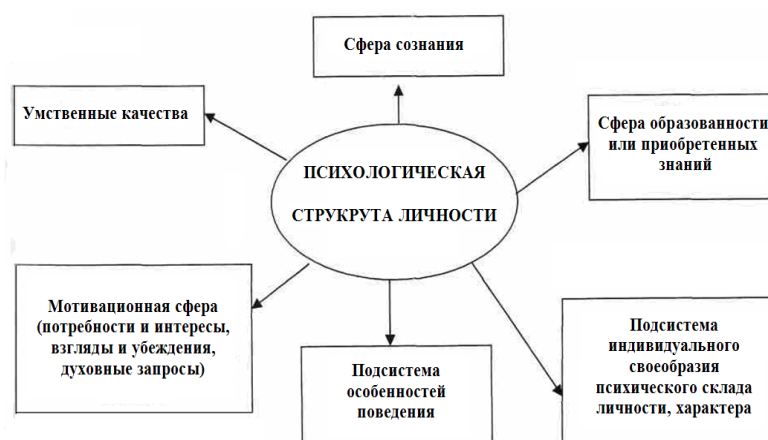 Сфера сознания
Умственные качества
Сфера образованности
или приобретенных
знаний
ПСИХОЛОГИЧЕСКАЯ
СТРУКРУТА ЛИЧНОСТИ
Мотивационная сфера
(потребности и интересы,
взгляды и убеждения,
духовные запросы)
Подсистема
особенностей
поведения
Подсистема
индивидуального
своеобразия
психического склада
личности, характера